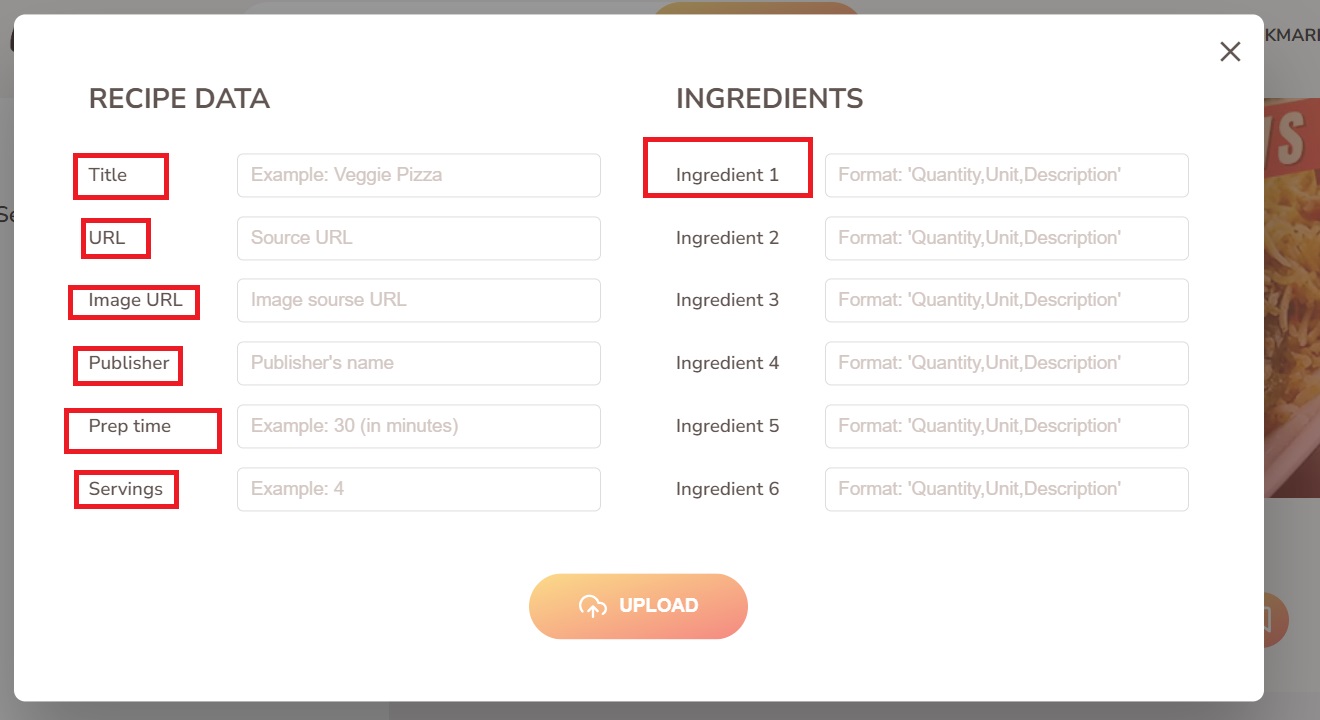 KMAR
RECIPE DATA
Title
Example: Veggie Pizza
URL
Source URL
Image URL
Image sourse URL
Publisher
Publisher's name
Prep time
Example: 30 (in minutes)
Servings
Example: 4
INGREDIENTS
Ingredient 1
Format: 'Quantity,Unit,Description'
Ingredient 2
Format: 'Quantity,Unit,Description'
Ingredient 3
Format: 'Quantity,Unit,Description'
Ingredient 4
Format: 'Quantity,Unit,Description'
Ingredient 5
Format: 'Quantity,Unit,Description'
Ingredient 6
Format: 'Quantity,Unit,Description'
UPLOAD